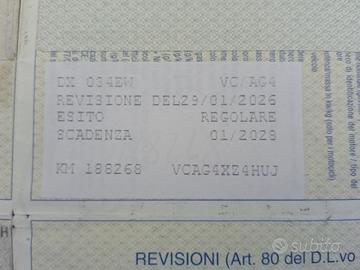 DX 034EW VC/AG4
REVISIONE DEL29/01/2026
ESITO REGOLARE
SCADENZA 01/2028
KM 188268 VCAG4XZ4HUJ
REVISIONI (Art. 80 del D.L.vo
subito